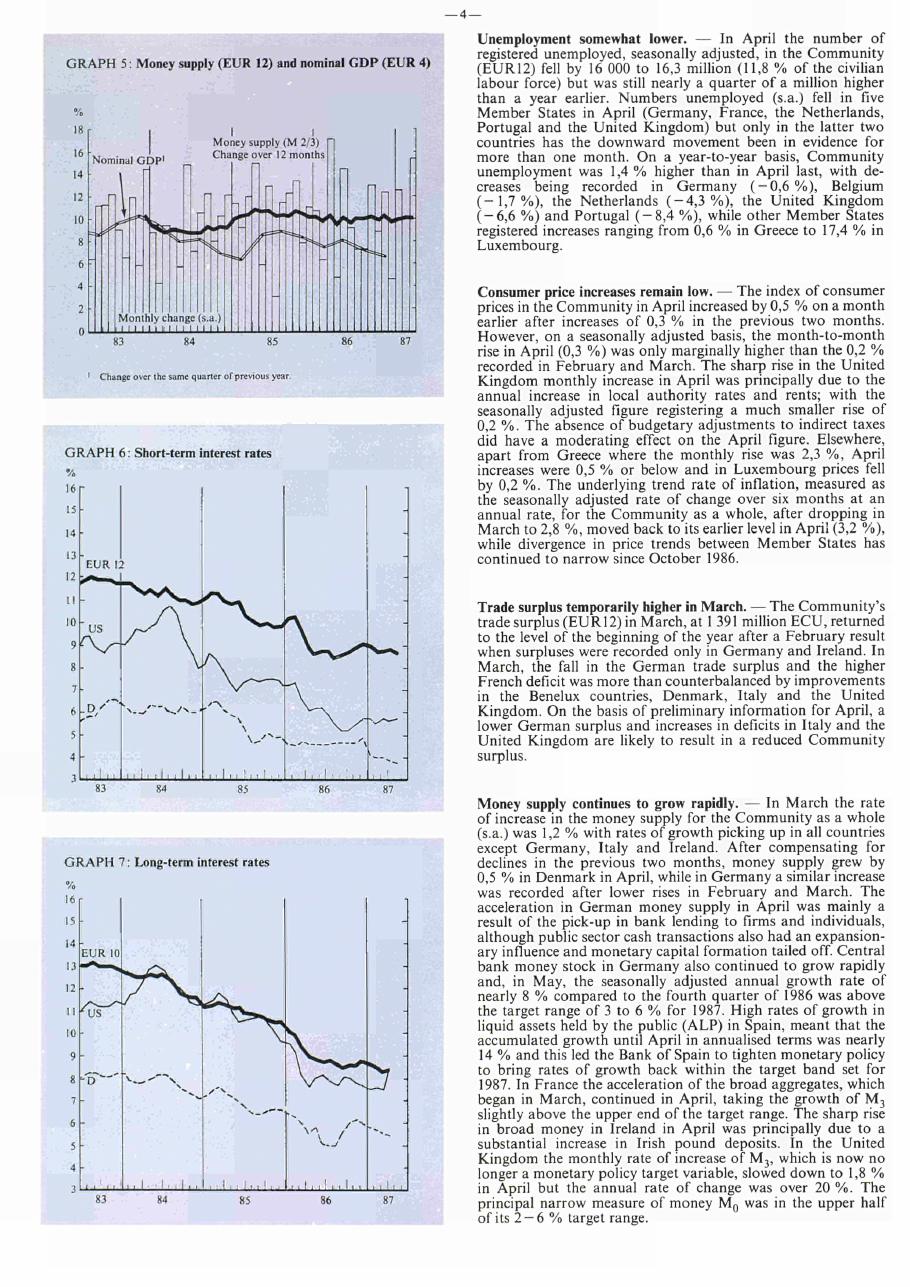 —4—
GRAPH 5: Money supply (EUR 12) and nominal GDP (EUR 4)
%
18
16
14
12
10
8
6
4
2
0
Nominal GDP¹
Money supply (M 2/3)
Change over 12 months
Monthly change (s.a.)
83 84 85 86 87
¹ Change over the same quarter of previous year.
GRAPH 6: Short-term interest rates
%
16
15
14
13
12
11
10
9
8
7
6
5
4
3
EUR 12
US
D
83 84 85 86 87
GRAPH 7: Long-term interest rates
%
16
15
14
13
12
11
10
9
8
7
6
5
4
3
EUR 10
US
D
83 84 85 86 87
Unemployment somewhat lower. — In April the number of
registered unemployed, seasonally adjusted, in the Community
(EUR12) fell by 16 000 to 16,3 million (11,8 % of the civilian
labour force) but was still nearly a quarter of a million higher
than a year earlier. Numbers unemployed (s.a.) fell in five
Member States in April (Germany, France, the Netherlands,
Portugal and the United Kingdom) but only in the latter two
countries has the downward movement been in evidence for
more than one month. On a year-to-year basis, Community
unemployment was 1,4 % higher than in April last, with de-
creases being recorded in Germany (−0,6 %), Belgium
(−1,7 %), the Netherlands (−4,3 %), the United Kingdom
(−6,6 %) and Portugal (−8,4 %), while other Member States
registered increases ranging from 0,6 % in Greece to 17,4 % in
Luxembourg.
Consumer price increases remain low. — The index of consumer
prices in the Community in April increased by 0,5 % on a month
earlier after increases of 0,3 % in the previous two months.
However, on a seasonally adjusted basis, the month-to-month
rise in April (0,3 %) was only marginally higher than the 0,2 %
recorded in February and March. The sharp rise in the United
Kingdom monthly increase in April was principally due to the
annual increase in local authority rates and rents; with the
seasonally adjusted figure registering a much smaller rise of
0,2 %. The absence of budgetary adjustments to indirect taxes
did have a moderating effect on the April figure. Elsewhere,
apart from Greece where the monthly rise was 2,3 %, April
increases were 0,5 % or below and in Luxembourg prices fell
by 0,2 %. The underlying trend rate of inflation, measured as
the seasonally adjusted rate of change over six months at an
annual rate, for the Community as a whole, after dropping in
March to 2,8 %, moved back to its earlier level in April (3,2 %),
while divergence in price trends between Member States has
continued to narrow since October 1986.
Trade surplus temporarily higher in March. — The Community's
trade surplus (EUR12) in March, at 1 391 million ECU, returned
to the level of the beginning of the year after a February result
when surpluses were recorded only in Germany and Ireland. In
March, the fall in the German trade surplus and the higher
French deficit was more than counterbalanced by improvements
in the Benelux countries, Denmark, Italy and the United
Kingdom. On the basis of preliminary information for April, a
lower German surplus and increases in deficits in Italy and the
United Kingdom are likely to result in a reduced Community
surplus.
Money supply continues to grow rapidly. — In March the rate
of increase in the money supply for the Community as a whole
(s.a.) was 1,2 % with rates of growth picking up in all countries
except Germany, Italy and Ireland. After compensating for
declines in the previous two months, money supply grew by
0,5 % in Denmark in April, while in Germany a similar increase
was recorded after lower rises in February and March. The
acceleration in German money supply in April was mainly a
result of the pick-up in bank lending to firms and individuals,
although public sector cash transactions also had an expansion-
ary influence and monetary capital formation tailed off. Central
bank money stock in Germany also continued to grow rapidly
and, in May, the seasonally adjusted annual growth rate of
nearly 8 % compared to the fourth quarter of 1986 was above
the target range of 3 to 6 % for 1987. High rates of growth in
liquid assets held by the public (ALP) in Spain, meant that the
accumulated growth until April in annualised terms was nearly
14 % and this led the Bank of Spain to tighten monetary policy
to bring rates of growth back within the target band set for
1987. In France the acceleration of the broad aggregates, which
began in March, continued in April, taking the growth of M₃
slightly above the upper end of the target range. The sharp rise
in broad money in Ireland in April was principally due to a
substantial increase in Irish pound deposits. In the United
Kingdom the monthly rate of increase of M₃, which is now no
longer a monetary policy target variable, slowed down to 1,8 %
in April but the annual rate of change was over 20 %. The
principal narrow measure of money M₀ was in the upper half
of its 2−6 % target range.